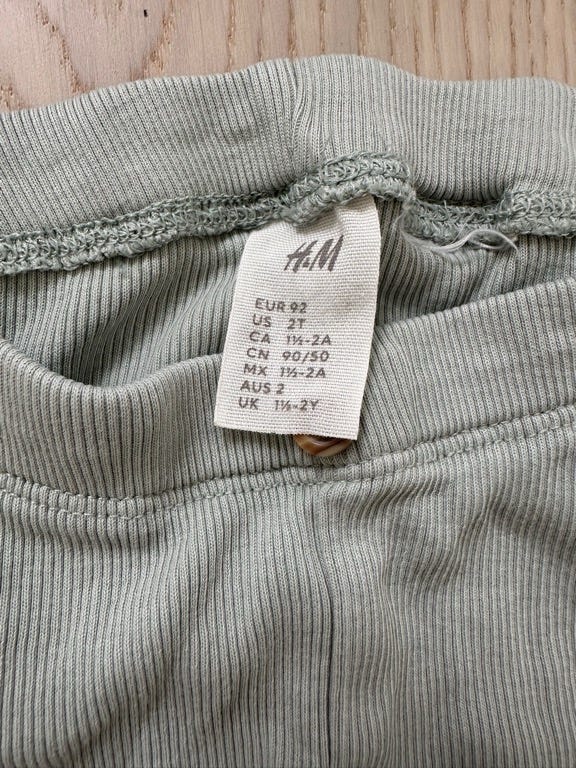 H&M
EUR 92
US 2T
CA 1½-2A
CN 90/50
MX 1½-2A
AUS 2
UK 1½-2Y